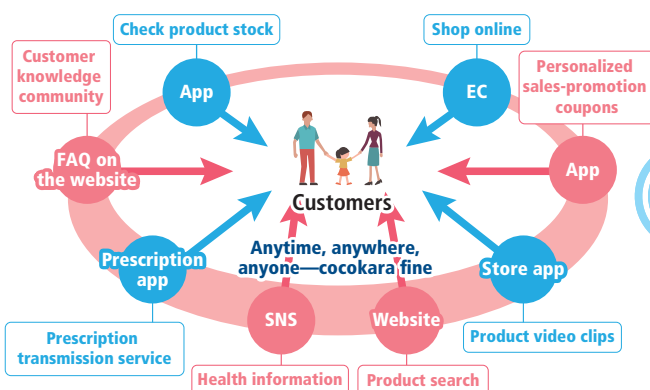 Check product stock
Shop online
Customer
knowledge
community
Personalized
sales-promotion
coupons
App
EC
FAQ on
the website
App
Customers
Anytime, anywhere,
anyone—cocokara fine
Prescription
app
Store app
SNS
Website
Prescription
transmission service
Product video clips
Health information
Product search